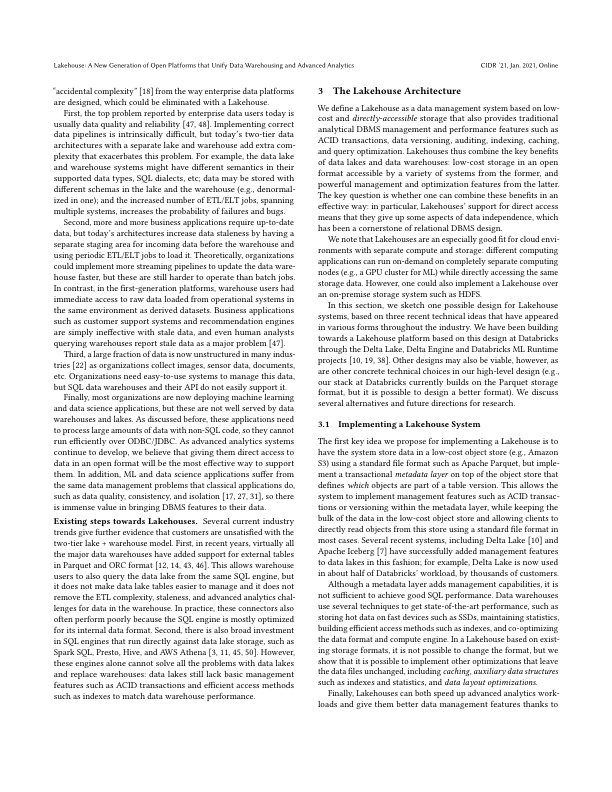 Lakehouse: A New Generation of Open Platforms that Unify Data Warehousing and Advanced Analytics
CIDR '21, Jan. 2021, Online
"accidental complexity" [18] from the way enterprise data platforms
are designed, which could be eliminated with a Lakehouse.
First, the top problem reported by enterprise data users today is
usually data quality and reliability [47, 48]. Implementing correct
data pipelines is intrinsically difficult, but today's two-tier data
architectures with a separate lake and warehouse add extra com-
plexity that exacerbates this problem. For example, the data lake
and warehouse systems might have different semantics in their
supported data types, SQL dialects, etc; data may be stored with
different schemas in the lake and the warehouse (e.g., denormal-
ized in one); and the increased number of ETL/ELT jobs, spanning
multiple systems, increases the probability of failures and bugs.
Second, more and more business applications require up-to-date
data, but today's architectures increase data staleness by having a
separate staging area for incoming data before the warehouse and
using periodic ETL/ELT jobs to load it. Theoretically, organizations
could implement more streaming pipelines to update the data ware-
house faster, but these are still harder to operate than batch jobs.
In contrast, in the first-generation platforms, warehouse users had
immediate access to raw data loaded from operational systems in
the same environment as derived datasets. Business applications
such as customer support systems and recommendation engines
are simply ineffective with stale data, and even human analysts
querying warehouses report stale data as a major problem [47].
Third, a large fraction of data is now unstructured in many indus-
tries [22] as organizations collect images, sensor data, documents,
etc. Organizations need easy-to-use systems to manage this data,
but SQL data warehouses and their API do not easily support it.
Finally, most organizations are now deploying machine learning
and data science applications, but these are not well served by data
warehouses and lakes. As discussed before, these applications need
to process large amounts of data with non-SQL code, so they cannot
run efficiently over ODBC/JDBC. As advanced analytics systems
continue to develop, we believe that giving them direct access to
data in an open format will be the most effective way to support
them. In addition, ML and data science applications suffer from
the same data management problems that classical applications do,
such as data quality, consistency, and isolation [17, 27, 31], so there
is immense value in bringing DBMS features to their data.
Existing steps towards Lakehouses. Several current industry
trends give further evidence that customers are unsatisfied with the
two-tier lake + warehouse model. First, in recent years, virtually all
the major data warehouses have added support for external tables
in Parquet and ORC format [12, 14, 43, 46]. This allows warehouse
users to also query the data lake from the same SQL engine, but
it does not make data lake tables easier to manage and it does not
remove the ETL complexity, staleness, and advanced analytics chal-
lenges for data in the warehouse. In practice, these connectors also
often perform poorly because the SQL engine is mostly optimized
for its internal data format. Second, there is also broad investment
in SQL engines that run directly against data lake storage, such as
Spark SQL, Presto, Hive, and AWS Athena [3, 11, 45, 50]. However,
these engines alone cannot solve all the problems with data lakes
and replace warehouses: data lakes still lack basic management
features such as ACID transactions and efficient access methods
such as indexes to match data warehouse performance.
3 The Lakehouse Architecture
We define a Lakehouse as a data management system based on low-
cost and directly-accessible storage that also provides traditional
analytical DBMS management and performance features such as
ACID transactions, data versioning, auditing, indexing, caching,
and query optimization. Lakehouses thus combine the key benefits
of data lakes and data warehouses: low-cost storage in an open
format accessible by a variety of systems from the former, and
powerful management and optimization features from the latter.
The key question is whether one can combine these benefits in an
effective way: in particular, Lakehouses' support for direct access
means that they give up some aspects of data independence, which
has been a cornerstone of relational DBMS design.
We note that Lakehouses are an especially good fit for cloud envi-
ronments with separate compute and storage: different computing
applications can run on-demand on completely separate computing
nodes (e.g., a GPU cluster for ML) while directly accessing the same
storage data. However, one could also implement a Lakehouse over
an on-premise storage system such as HDFS.
In this section, we sketch one possible design for Lakehouse
systems, based on three recent technical ideas that have appeared
in various forms throughout the industry. We have been building
towards a Lakehouse platform based on this design at Databricks
through the Delta Lake, Delta Engine and Databricks ML Runtime
projects [10, 19, 38]. Other designs may also be viable, however, as
are other concrete technical choices in our high-level design (e.g.,
our stack at Databricks currently builds on the Parquet storage
format, but it is possible to design a better format). We discuss
several alternatives and future directions for research.
3.1 Implementing a Lakehouse System
The first key idea we propose for implementing a Lakehouse is to
have the system store data in a low-cost object store (e.g., Amazon
S3) using a standard file format such as Apache Parquet, but imple-
ment a transactional metadata layer on top of the object store that
defines which objects are part of a table version. This allows the
system to implement management features such as ACID transac-
tions or versioning within the metadata layer, while keeping the
bulk of the data in the low-cost object store and allowing clients to
directly read objects from this store using a standard file format in
most cases. Several recent systems, including Delta Lake [10] and
Apache Iceberg [7] have successfully added management features
to data lakes in this fashion; for example, Delta Lake is now used
in about half of Databricks' workload, by thousands of customers.
Although a metadata layer adds management capabilities, it is
not sufficient to achieve good SQL performance. Data warehouses
use several techniques to get state-of-the-art performance, such as
storing hot data on fast devices such as SSDs, maintaining statistics,
building efficient access methods such as indexes, and co-optimizing
the data format and compute engine. In a Lakehouse based on exist-
ing storage formats, it is not possible to change the format, but we
show that it is possible to implement other optimizations that leave
the data files unchanged, including caching, auxiliary data structures
such as indexes and statistics, and data layout optimizations.
Finally, Lakehouses can both speed up advanced analytics work-
loads and give them better data management features thanks to